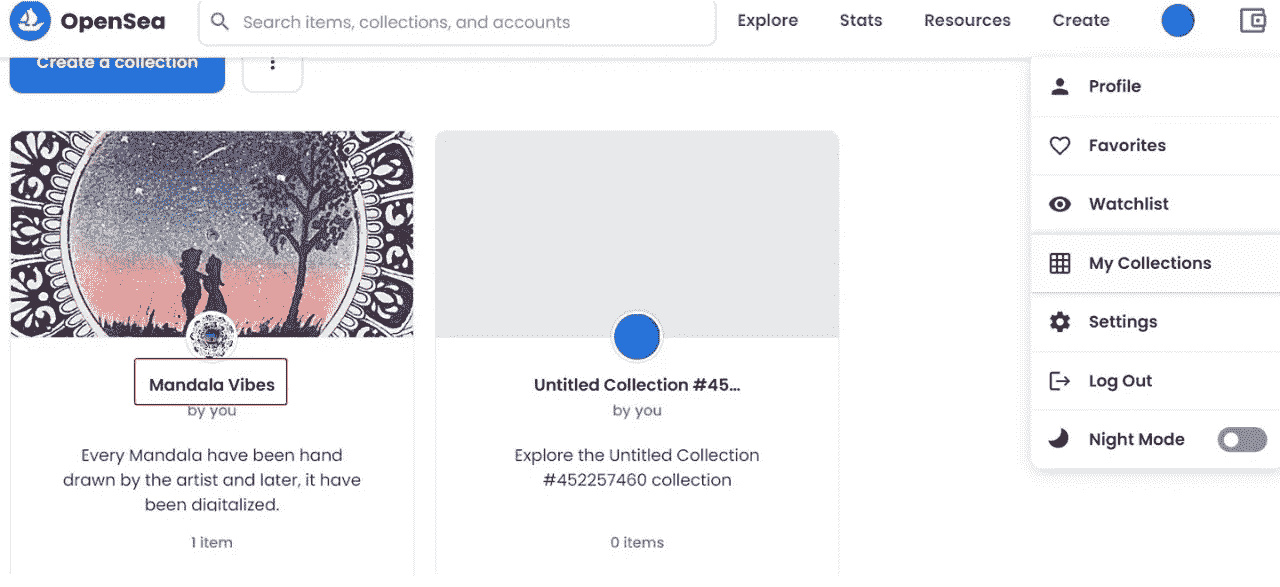 OpenSea
Search items, collections, and accounts
Explore
Stats
Resources
Create
Create a collection
Profile
Favorites
Watchlist
My Collections
Settings
Log Out
Night Mode
Mandala Vibes
by you
Every Mandala have been hand
drawn by the artist and later, it have
been digitalized.
1 item
Untitled Collection #45...
by you
Explore the Untitled Collection
#452257460 collection
0 items